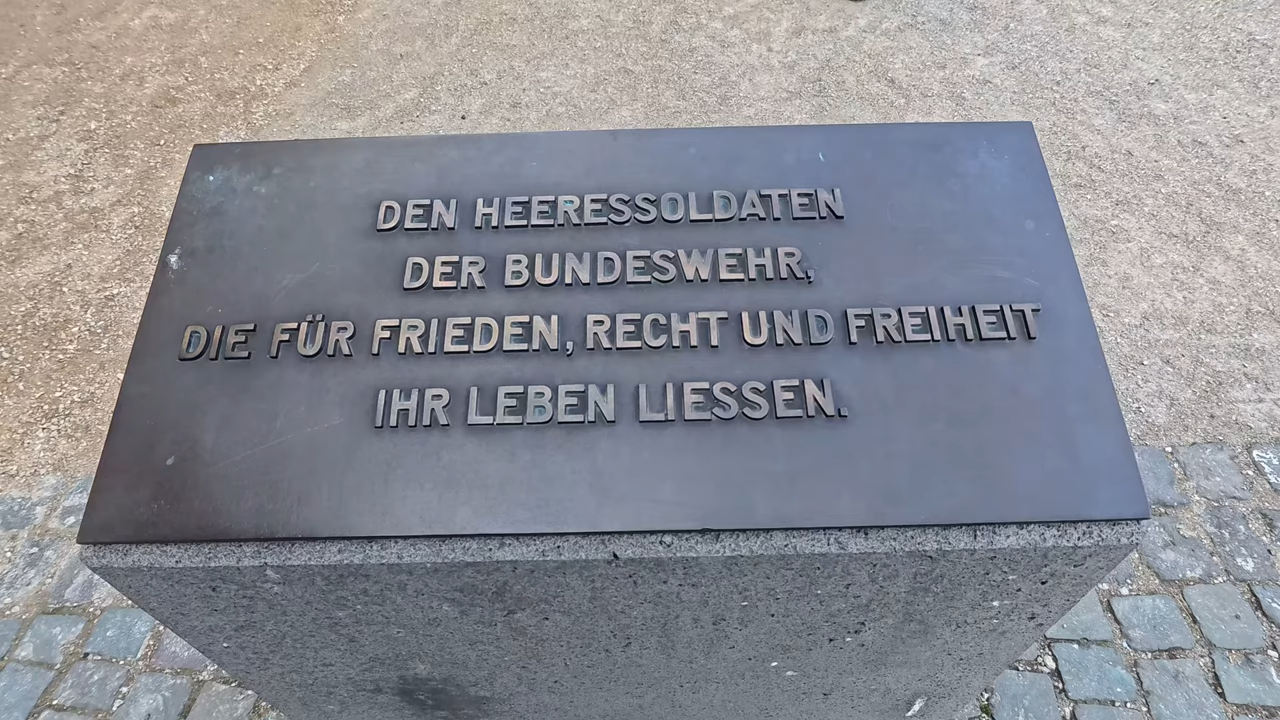 DEN HEERESSOLDATEN
DER BUNDESWEHR,
DIE FÜR FRIEDEN, RECHT UND FREIHEIT
IHR LEBEN LIESSEN.